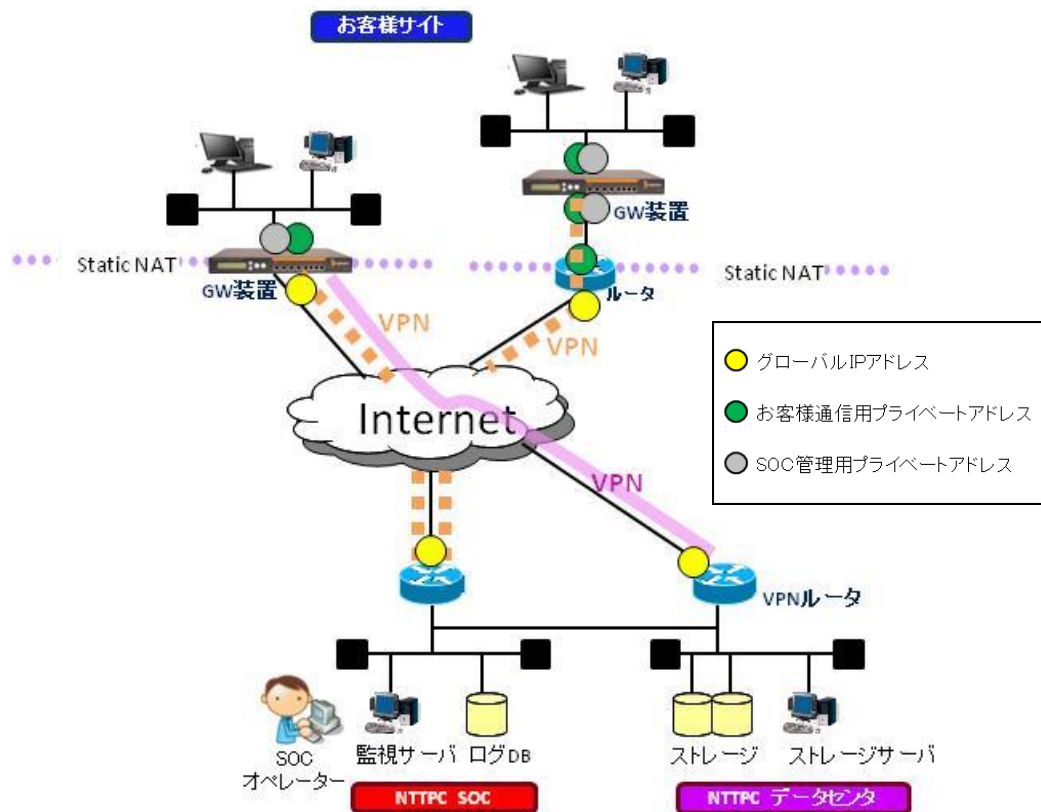 お客様サイト
GW装置
Static NAT
GW装置
ルータ
Static NAT
VPN
VPN
グローバルIPアドレス
お客様通信用プライベートアドレス
SOC管理用プライベートアドレス
Internet
VPN
VPNルータ
SOC
オペレーター
監視サーバ
ログDB
ストレージ
ストレージサーバ
NTTPC SOC
NTTPC データセンタ